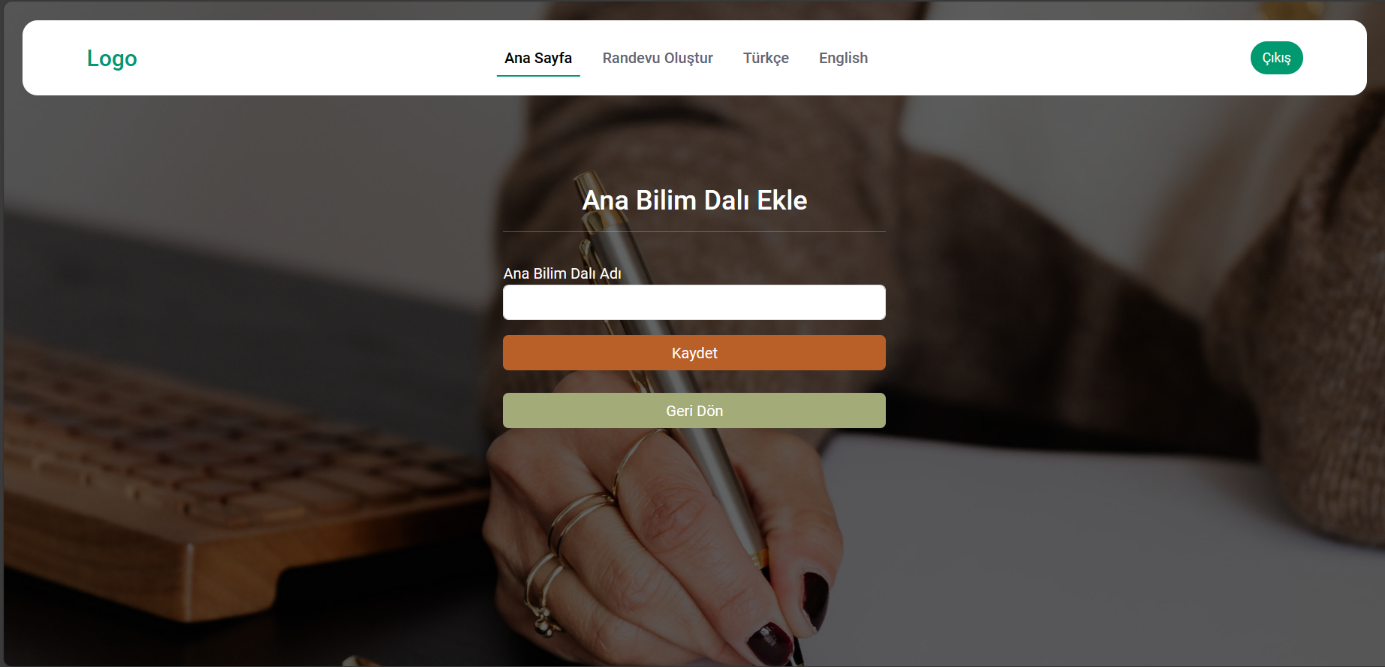 Logo
Ana Sayfa
Randevu Oluştur
Türkçe
English
Çıkış
Ana Bilim Dalı Ekle
Ana Bilim Dalı Adı
Kaydet
Geri Dön